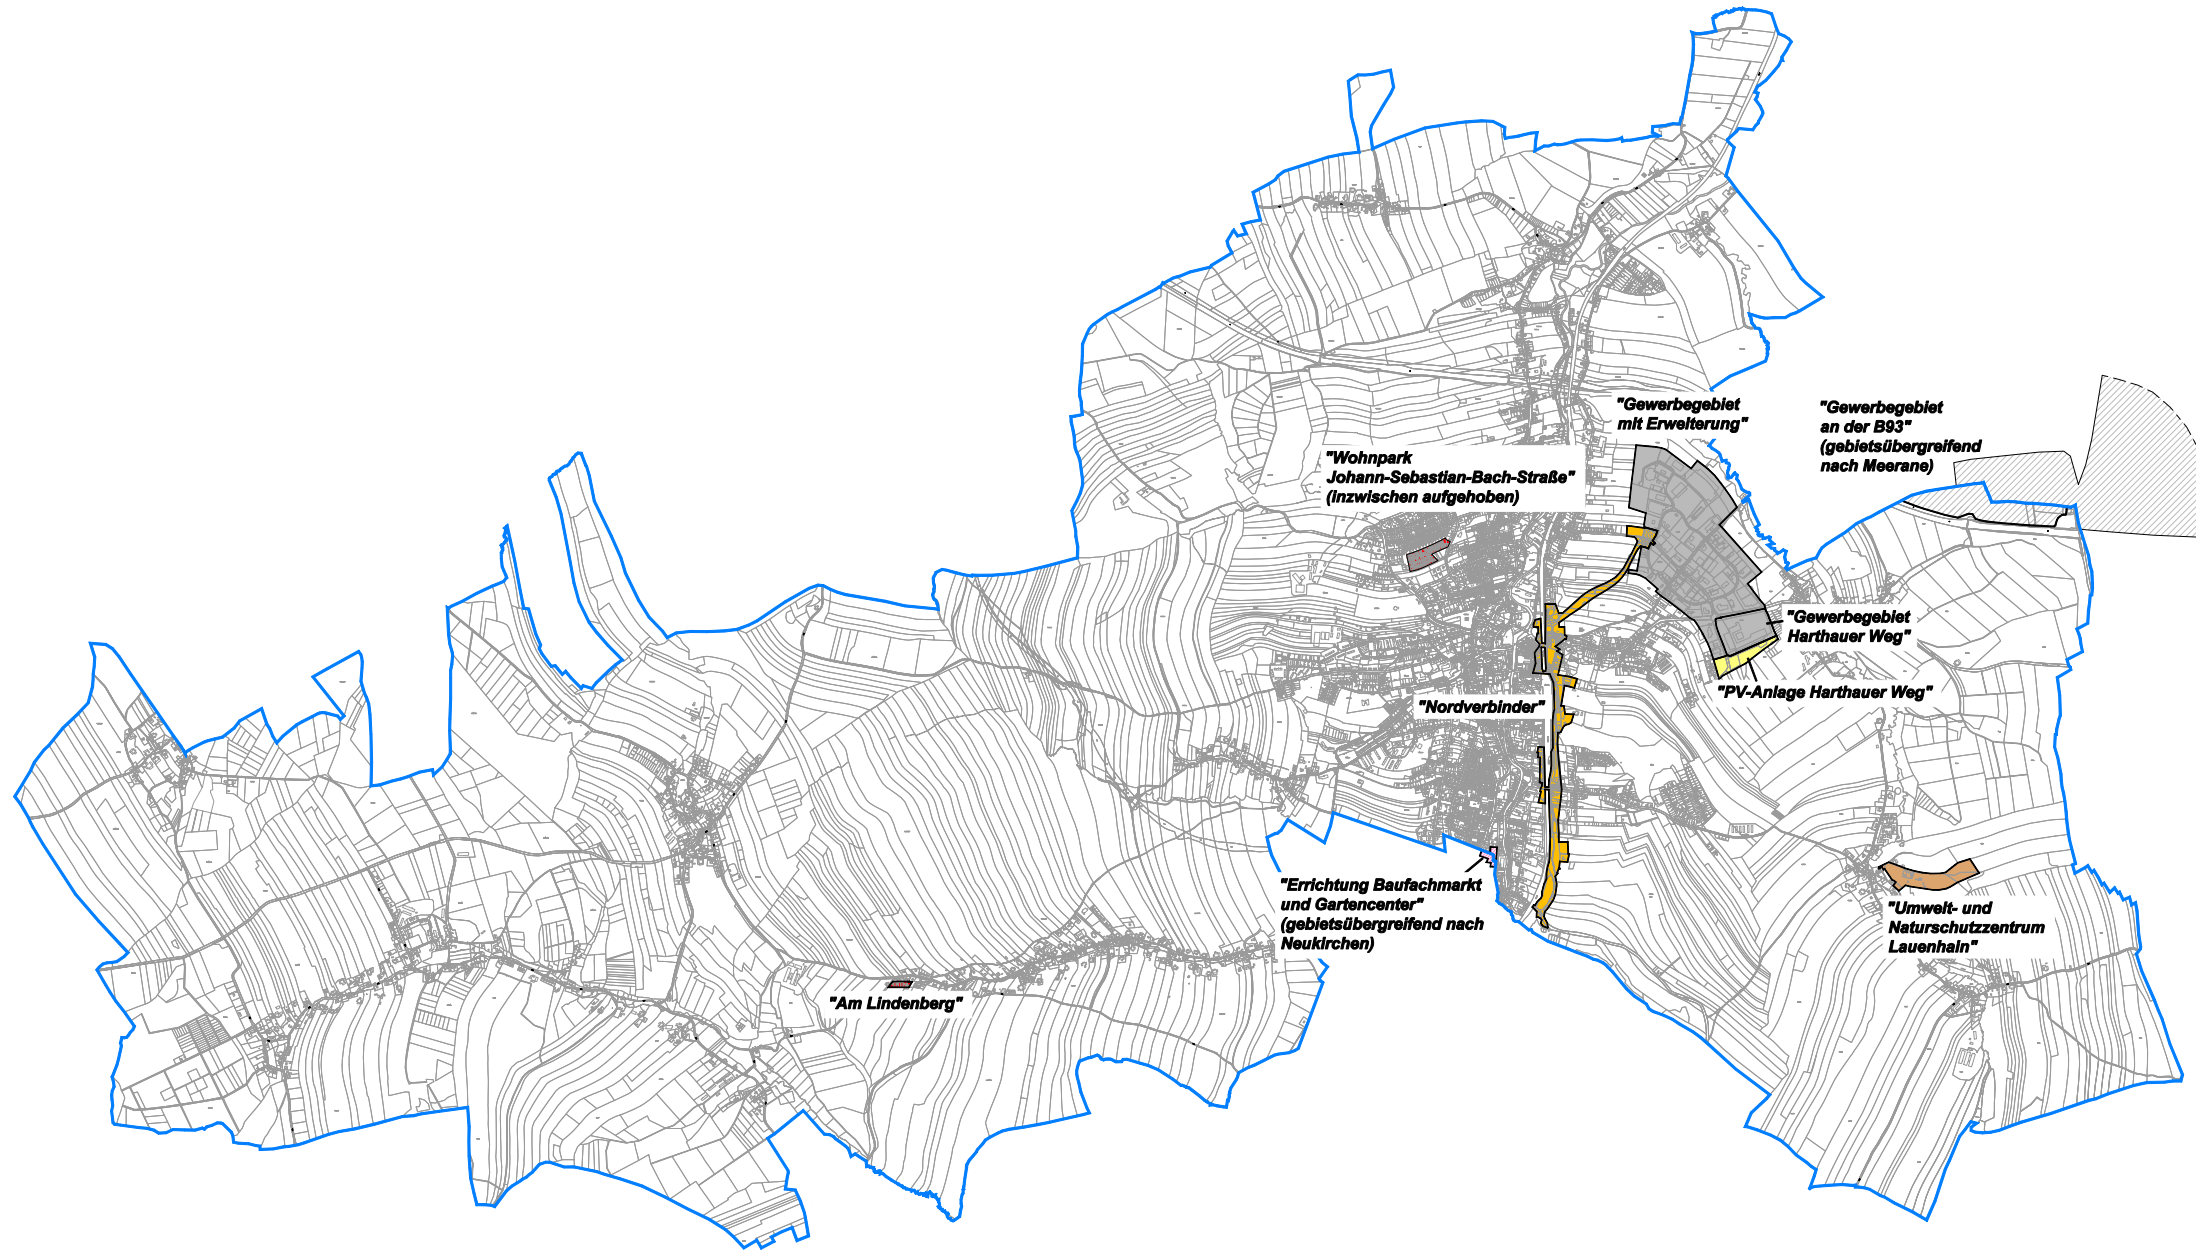 "Gewerbegebiet
mit Erweiterung"
"Gewerbegebiet
an der B93"
(gebietsübergreifend
nach Meerane)
"Wohnpark
Johann-Sebastian-Bach-Straße"
(inzwischen aufgehoben)
"Gewerbegebiet
Harthauer Weg"
"PV-Anlage Harthauer Weg"
"Nordverbinder"
"Errichtung Baufachmarkt
und Gartencenter"
(gebietsübergreifend nach
Neukirchen)
"Umwelt- und
Naturschutzzentrum
Lauenhain"
"Am Lindenberg"